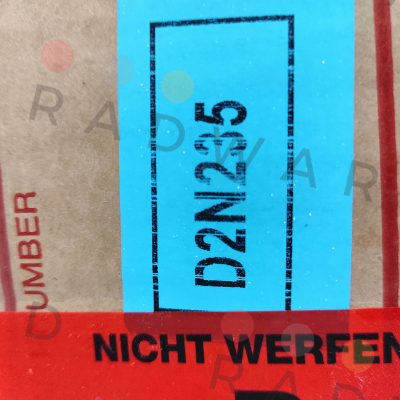 D2N235
UMBER
NICHT WERFEN
RADWAR